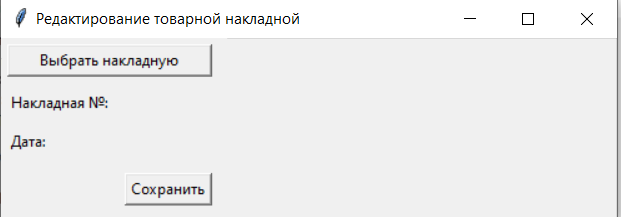 Редактирование товарной накладной
Выбрать накладную
Накладная №:
Дата:
Сохранить